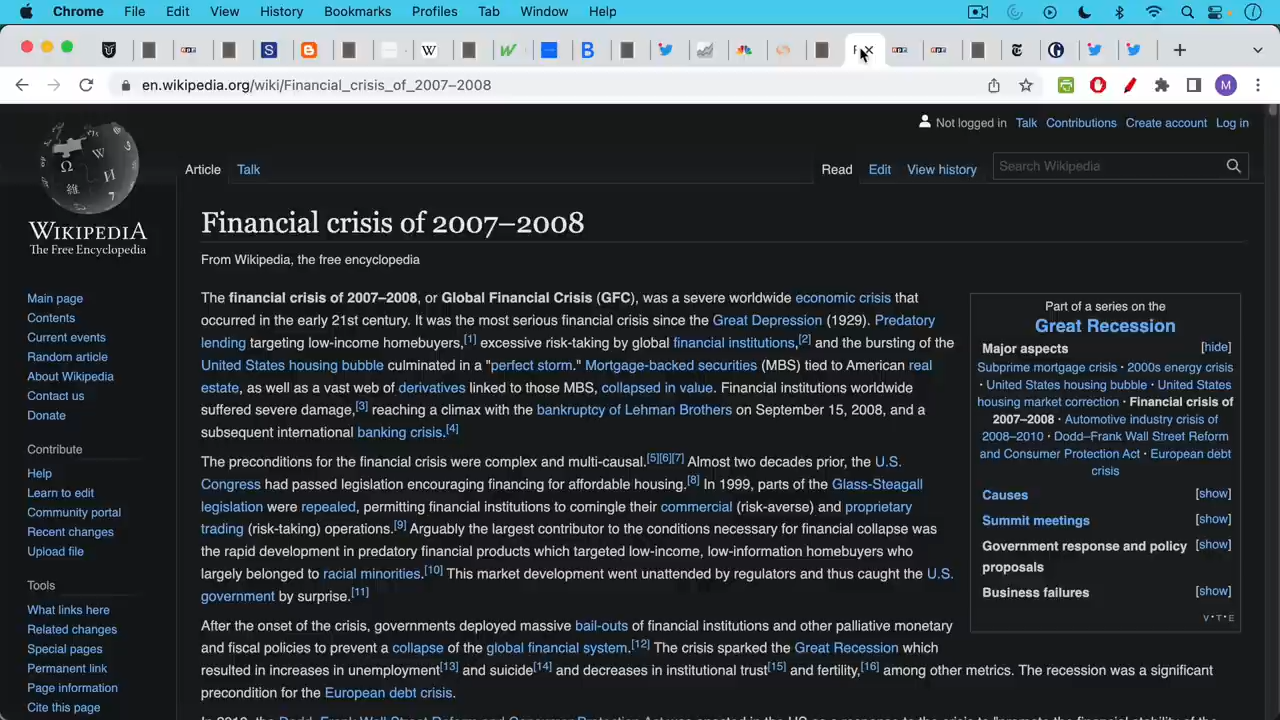 Chrome File Edit View History Bookmarks Profiles Tab Window Help
en.wikipedia.org/wiki/Financial_crisis_of_2007–2008
M
Not logged in Talk Contributions Create account Log in
Article Talk Read Edit View history Search Wikipedia
WIKIPEDIA
The Free Encyclopedia
Main page
Contents
Current events
Random article
About Wikipedia
Contact us
Donate
Contribute
Help
Learn to edit
Community portal
Recent changes
Upload file
Tools
What links here
Related changes
Special pages
Permanent link
Page information
Cite this page
Financial crisis of 2007–2008
From Wikipedia, the free encyclopedia
The financial crisis of 2007–2008, or Global Financial Crisis (GFC), was a severe worldwide economic crisis that
occurred in the early 21st century. It was the most serious financial crisis since the Great Depression (1929). Predatory
lending targeting low-income homebuyers,[1] excessive risk-taking by global financial institutions,[2] and the bursting of the
United States housing bubble culminated in a "perfect storm." Mortgage-backed securities (MBS) tied to American real
estate, as well as a vast web of derivatives linked to those MBS, collapsed in value. Financial institutions worldwide
suffered severe damage,[3] reaching a climax with the bankruptcy of Lehman Brothers on September 15, 2008, and a
subsequent international banking crisis.[4]
The preconditions for the financial crisis were complex and multi-causal.[5][6][7] Almost two decades prior, the U.S.
Congress had passed legislation encouraging financing for affordable housing.[8] In 1999, parts of the Glass-Steagall
legislation were repealed, permitting financial institutions to comingle their commercial (risk-averse) and proprietary
trading (risk-taking) operations.[9] Arguably the largest contributor to the conditions necessary for financial collapse was
the rapid development in predatory financial products which targeted low-income, low-information homebuyers who
largely belonged to racial minorities.[10] This market development went unattended by regulators and thus caught the U.S.
government by surprise.[11]
After the onset of the crisis, governments deployed massive bail-outs of financial institutions and other palliative monetary
and fiscal policies to prevent a collapse of the global financial system.[12] The crisis sparked the Great Recession which
resulted in increases in unemployment[13] and suicide[14] and decreases in institutional trust[15] and fertility,[16] among other metrics. The recession was a significant
precondition for the European debt crisis.
Part of a series on the
Great Recession
Major aspects [hide]
Subprime mortgage crisis · 2000s energy crisis
· United States housing bubble · United States
housing market correction · Financial crisis of
2007–2008 · Automotive industry crisis of
2008–2010 · Dodd–Frank Wall Street Reform
and Consumer Protection Act · European debt
crisis
Causes [show]
Summit meetings [show]
Government response and policy [show]
proposals
Business failures [show]
V·T·E